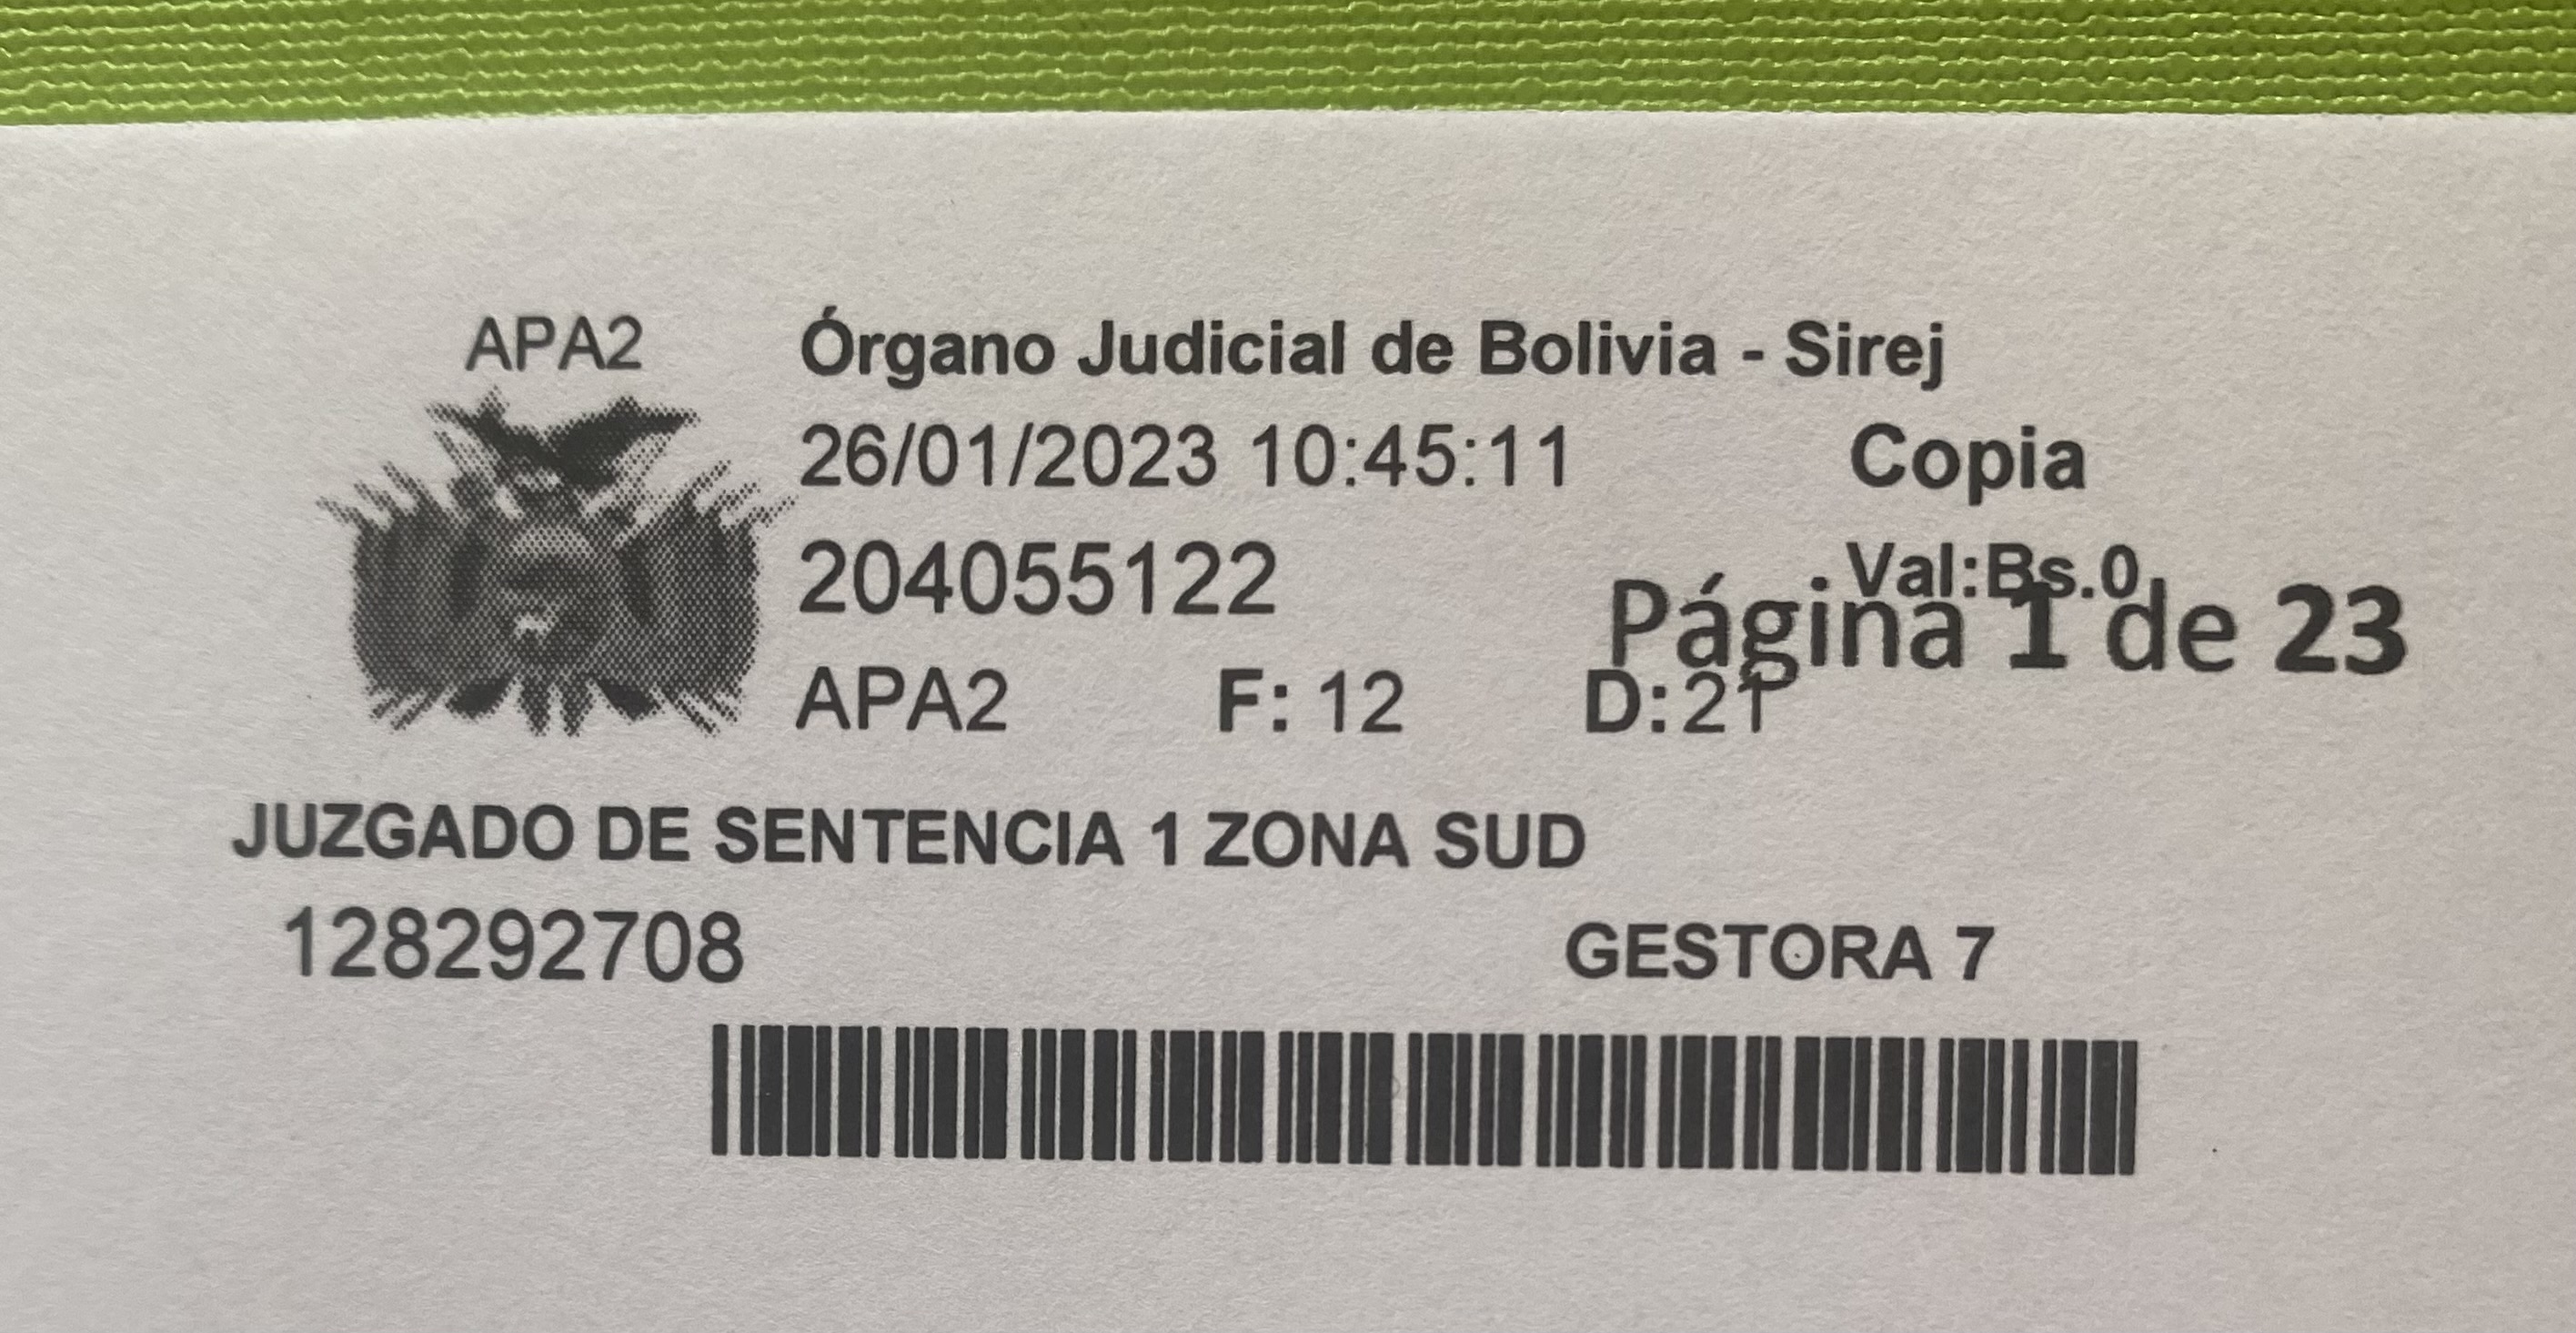 APA2
Órgano Judicial de Bolivia - Sirej
26/01/2023 10:45:11 Copia
204055122 Val:Bs.0
Página 1 de 23
APA2 F: 12 D: 21
JUZGADO DE SENTENCIA 1 ZONA SUD
128292708 GESTORA 7